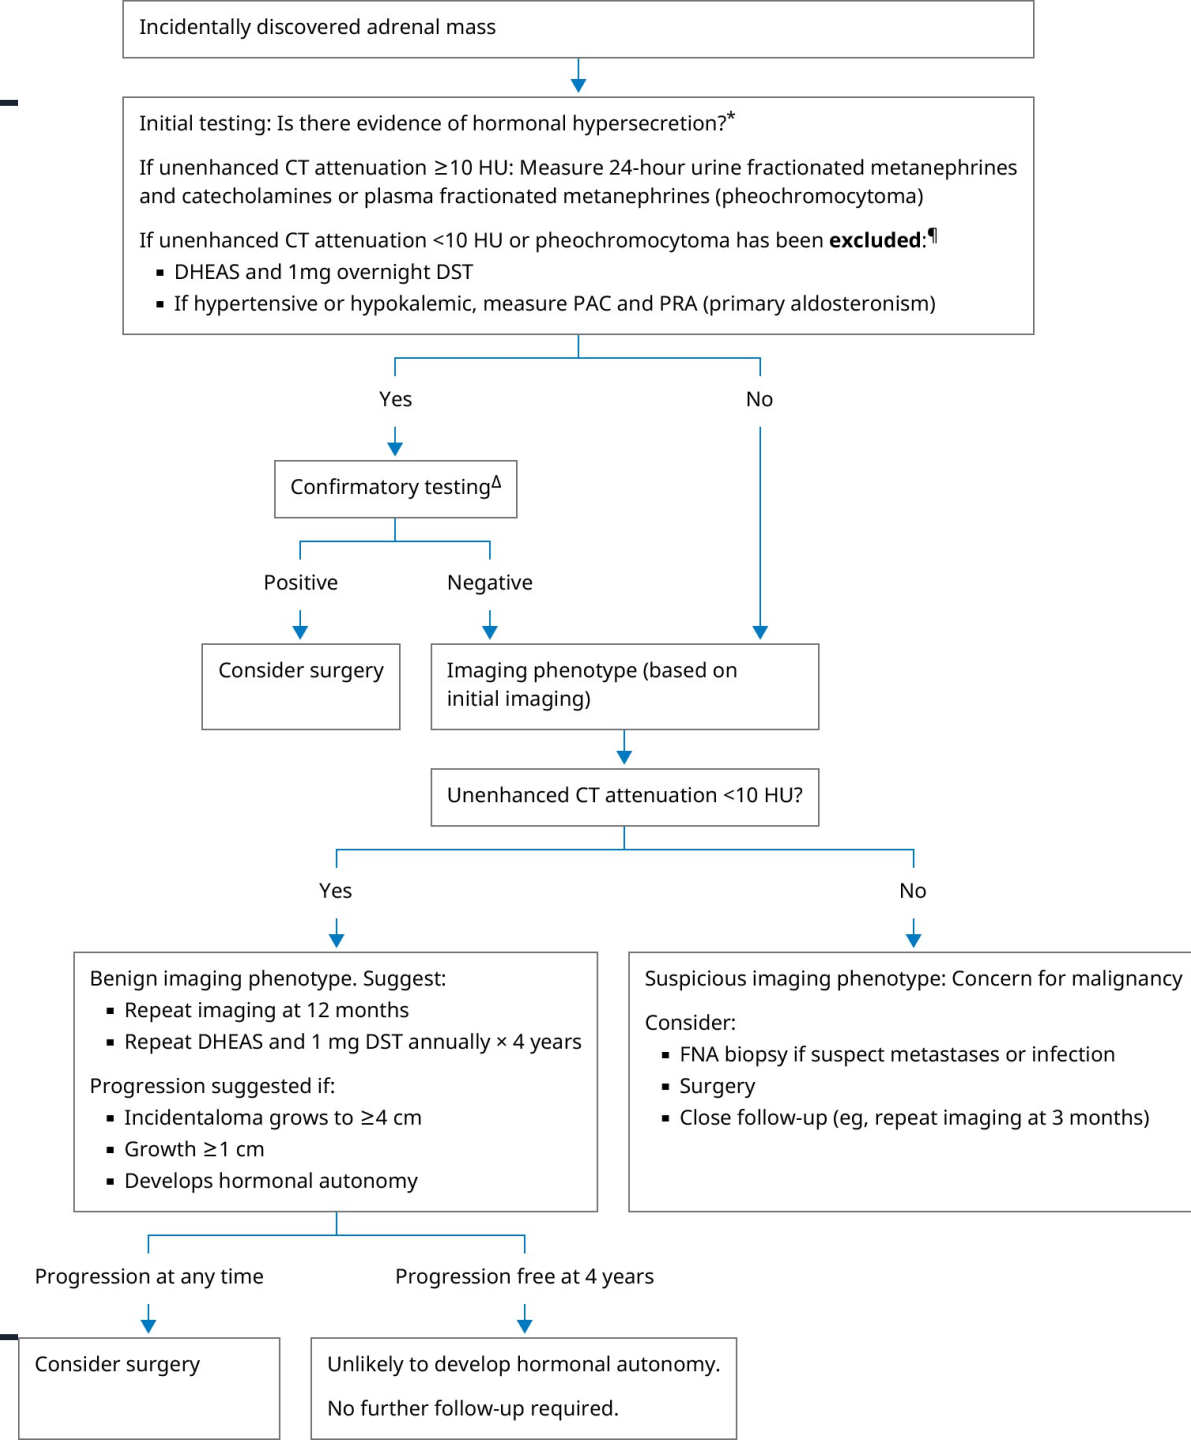 Incidentally discovered adrenal mass
Initial testing: Is there evidence of hormonal hypersecretion?*
If unenhanced CT attenuation ≥10 HU: Measure 24-hour urine fractionated metanephrines
and catecholamines or plasma fractionated metanephrines (pheochromocytoma)
If unenhanced CT attenuation <10 HU or pheochromocytoma has been excluded:¶
▪ DHEAS and 1mg overnight DST
▪ If hypertensive or hypokalemic, measure PAC and PRA (primary aldosteronism)
Yes
No
Confirmatory testingΔ
Positive
Negative
Consider surgery
Imaging phenotype (based on
initial imaging)
Unenhanced CT attenuation <10 HU?
Yes
No
Benign imaging phenotype. Suggest:
▪ Repeat imaging at 12 months
▪ Repeat DHEAS and 1 mg DST annually × 4 years
Progression suggested if:
▪ Incidentaloma grows to ≥4 cm
▪ Growth ≥1 cm
▪ Develops hormonal autonomy
Suspicious imaging phenotype: Concern for malignancy
Consider:
▪ FNA biopsy if suspect metastases or infection
▪ Surgery
▪ Close follow-up (eg, repeat imaging at 3 months)
Progression at any time
Progression free at 4 years
Consider surgery
Unlikely to develop hormonal autonomy.
No further follow-up required.